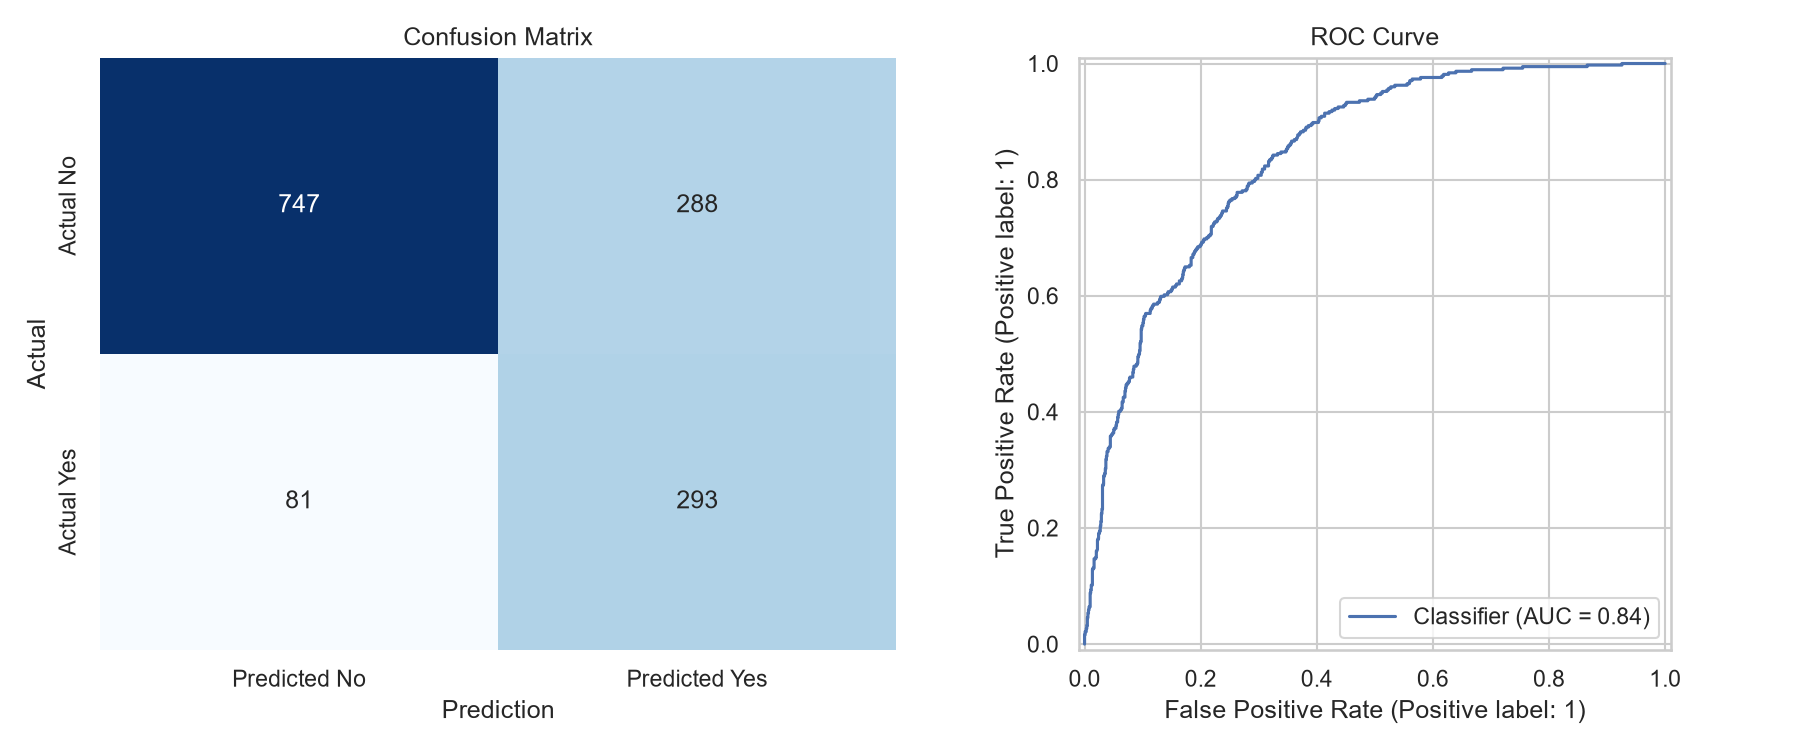 Confusion Matrix
Actual
Actual No
Actual Yes
747
288
81
293
Predicted No
Predicted Yes
Prediction
ROC Curve
True Positive Rate (Positive label: 1)
1.0
0.8
0.6
0.4
0.2
0.0
Classifier (AUC = 0.84)
0.0
0.2
0.4
0.6
0.8
1.0
False Positive Rate (Positive label: 1)